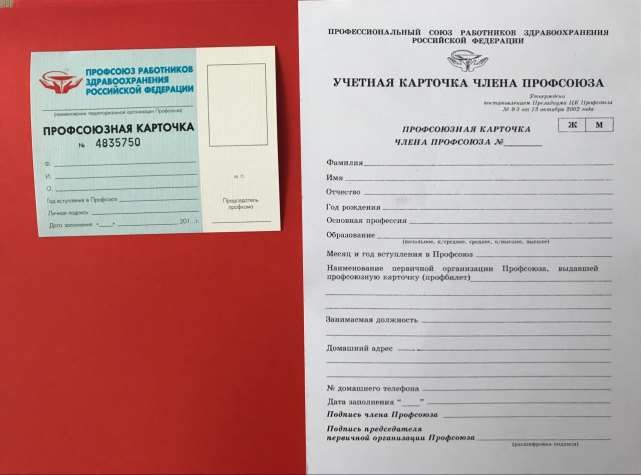 ПРОФСОЮЗ РАБОТНИКОВ
ЗДРАВООХРАНЕНИЯ
РОССИЙСКОЙ ФЕДЕРАЦИИ
(наименование территориальной организации Профсоюза)
ПРОФСОЮЗНАЯ КАРТОЧКА
№ 4835750
Ф.
И.
О.
Год вступления в Профсоюз
Личная подпись
Дата заполнения "___" 201 г.
м. п.
Председатель
профкома
ПРОФЕССИОНАЛЬНЫЙ СОЮЗ РАБОТНИКОВ ЗДРАВООХРАНЕНИЯ
РОССИЙСКОЙ ФЕДЕРАЦИИ
УЧЕТНАЯ КАРТОЧКА ЧЛЕНА ПРОФСОЮЗА
Утверждена
постановлением Президиума ЦК Профсоюза
№ 9-3 от 15 октября 2002 года
ПРОФСОЮЗНАЯ КАРТОЧКА
Ж М
ЧЛЕНА ПРОФСОЮЗА №
Фамилия
Имя
Отчество
Год рождения
Основная профессия
Образование
(начальное, н/среднее, среднее, н/высшее, высшее)
Месяц и год вступления в Профсоюз
Наименование первичной организации Профсоюза, выдавшей
профсоюзную карточку (профбилет)
Занимаемая должность
Домашний адрес
№ домашнего телефона
Дата заполнения "___"
Подпись члена Профсоюза
Подпись председателя
первичной организации Профсоюза
(расшифровка подписи)